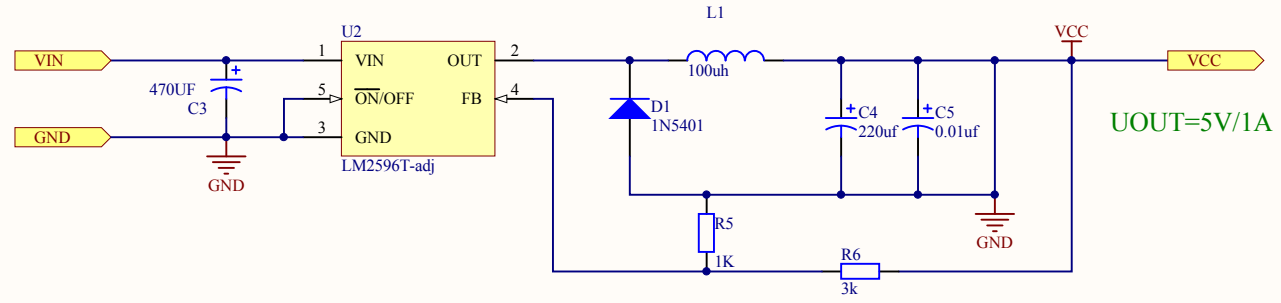 L1
U2
VCC
VIN
1
VIN
OUT
2
VCC
470UF
C3
5
ON/OFF
FB
4
100uh
D1
1N5401
C4
220uf
C5
0.01uf
UOUT=5V/1A
GND
3
GND
LM2596T-adj
GND
R5
1K
GND
R6
3k